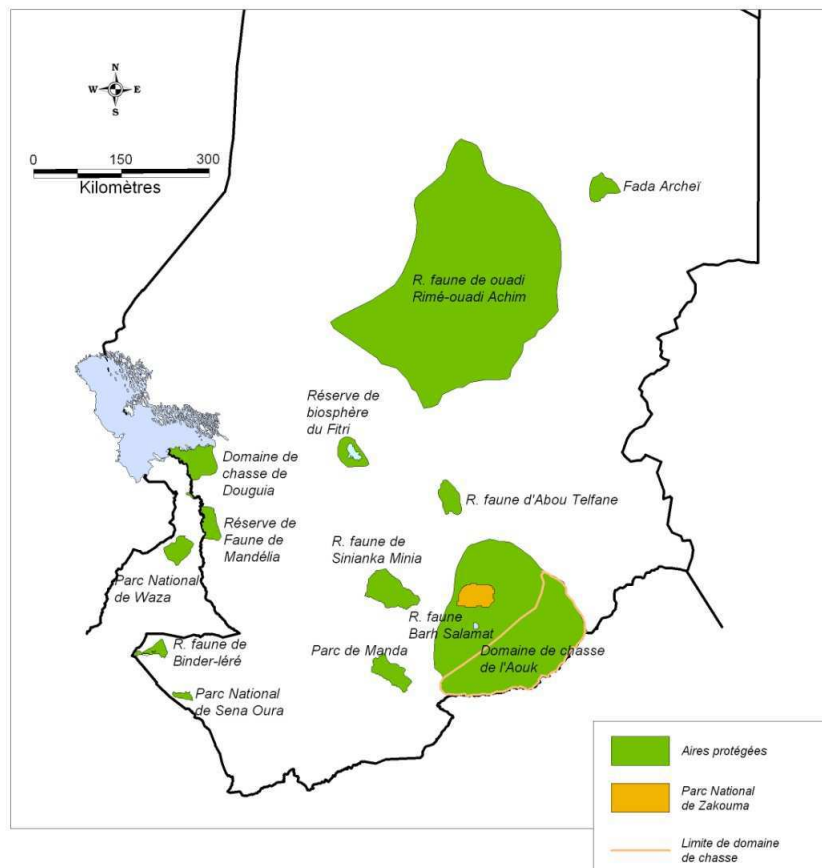 N
W E
S
0 150 300
Kilomètres
Fada Archeï
R. faune de ouadi
Rimé-ouadi Achim
Réserve de
biosphère
du Fitri
Domaine de
chasse de
Douguia
R. faune d'Abou Telfane
Réserve de
Faune de
Mandélia
R. faune de
Sinianka Minia
Parc National
de Waza
R. faune
Barh Salamat
R. faune de
Binder-léré
Parc de Manda
Domaine de chasse
de l'Aouk
Parc National
de Sena Oura
Aires protégées
Parc National
de Zakouma
Limite de domaine
de chasse